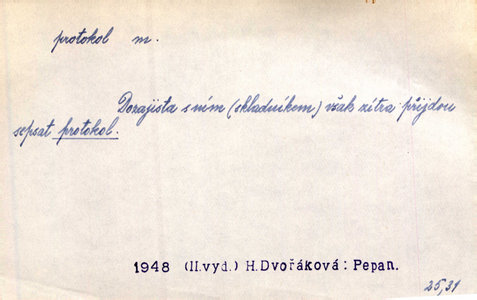 protokol m.
Dozajista s ním (skladníkem) však zítra přijdou
sepsat protokol.
1948 (II.vyd.) H.Dvořáková: Pepan.
25,31